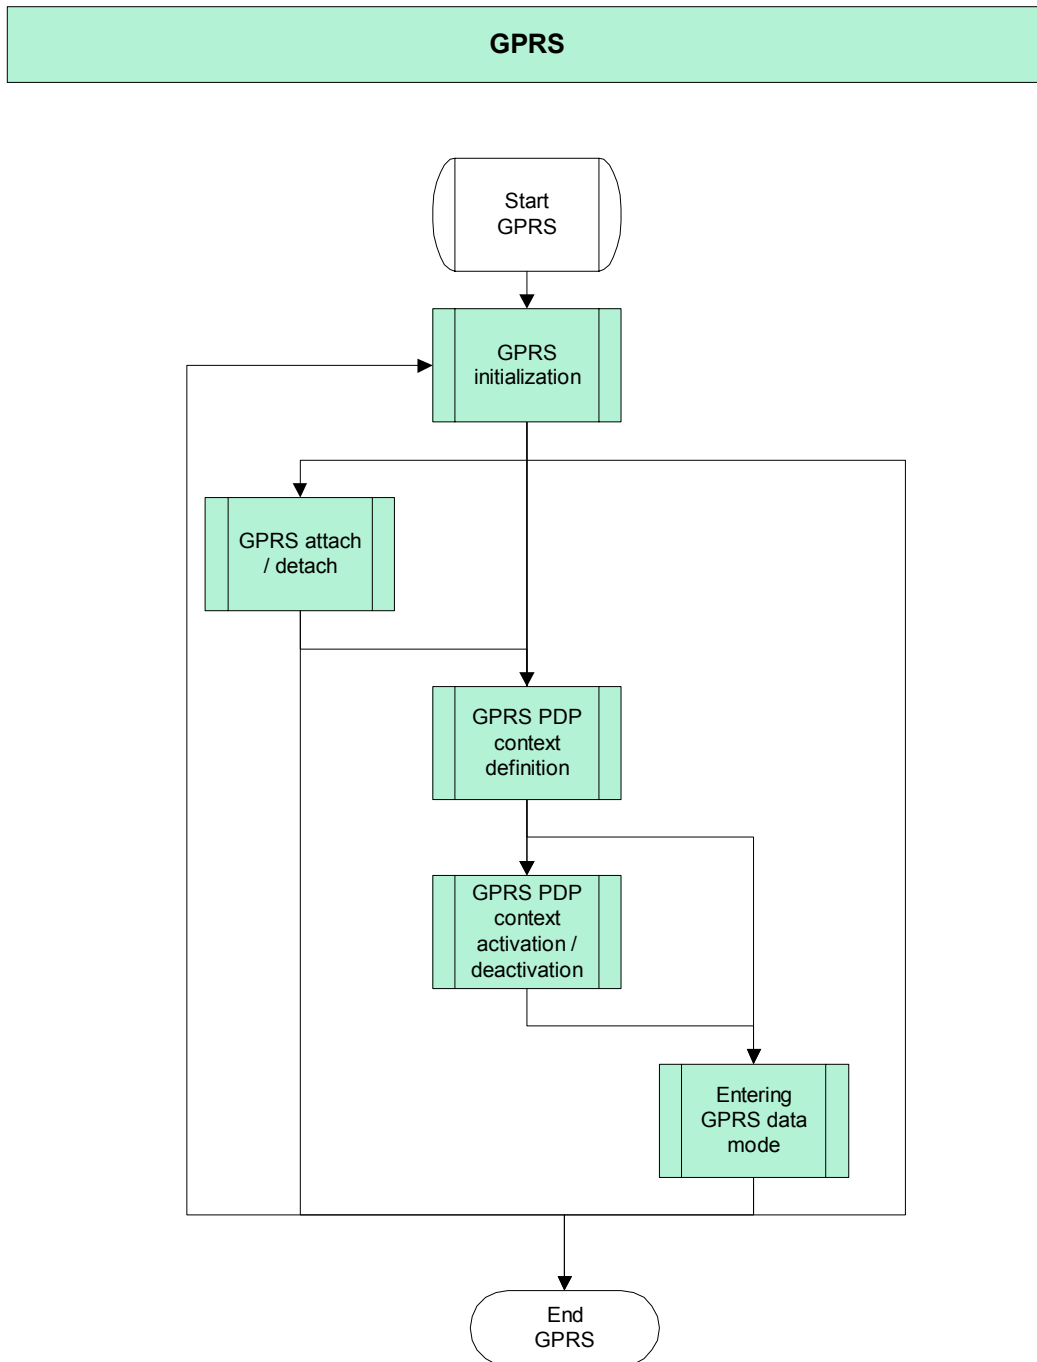 GPRS
Start
GPRS
GPRS
initialization
GPRS attach
/ detach
GPRS PDP
context
definition
GPRS PDP
context
activation /
deactivation
Entering
GPRS data
mode
End
GPRS